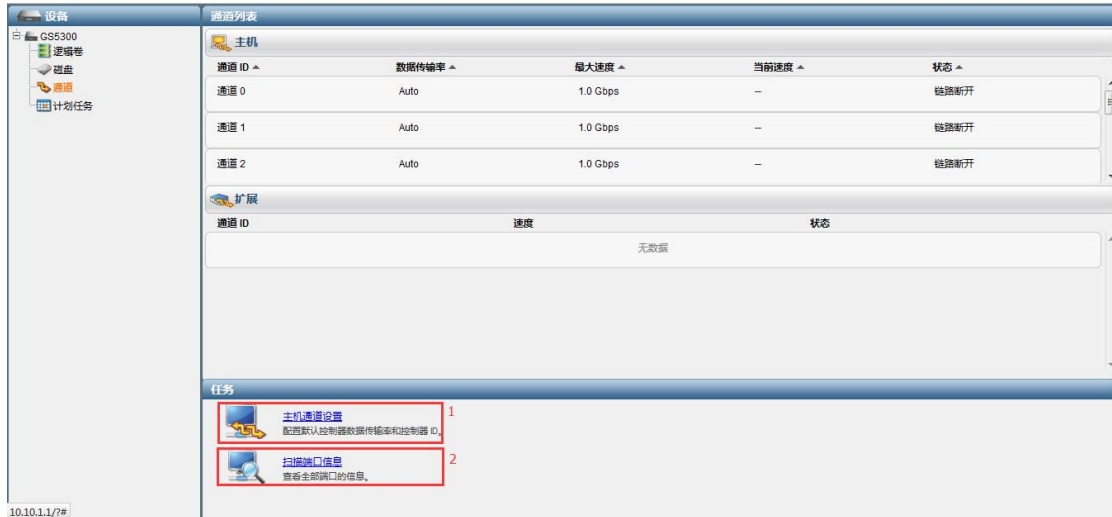 设备
GS5300
逻辑卷
磁盘
通道
计划任务
通道列表
主机
通道 ID 数据传输率 最大速度 当前速度 状态
通道 0 Auto 1.0 Gbps -- 链路断开
通道 1 Auto 1.0 Gbps -- 链路断开
通道 2 Auto 1.0 Gbps -- 链路断开
扩展
通道 ID 速度 状态
无数据
任务
主机通道设置 1
配置默认控制器数据传输率和控制器 ID。
扫描端口信息 2
查看全部端口的信息。
10.10.1.1/?#